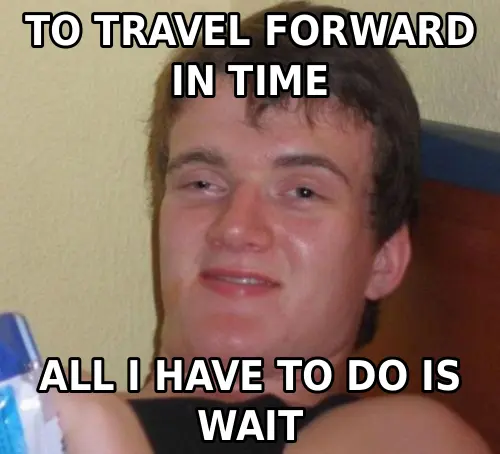 TO TRAVEL FORWARD
IN TIME
ALL I HAVE TO DO IS
WAIT